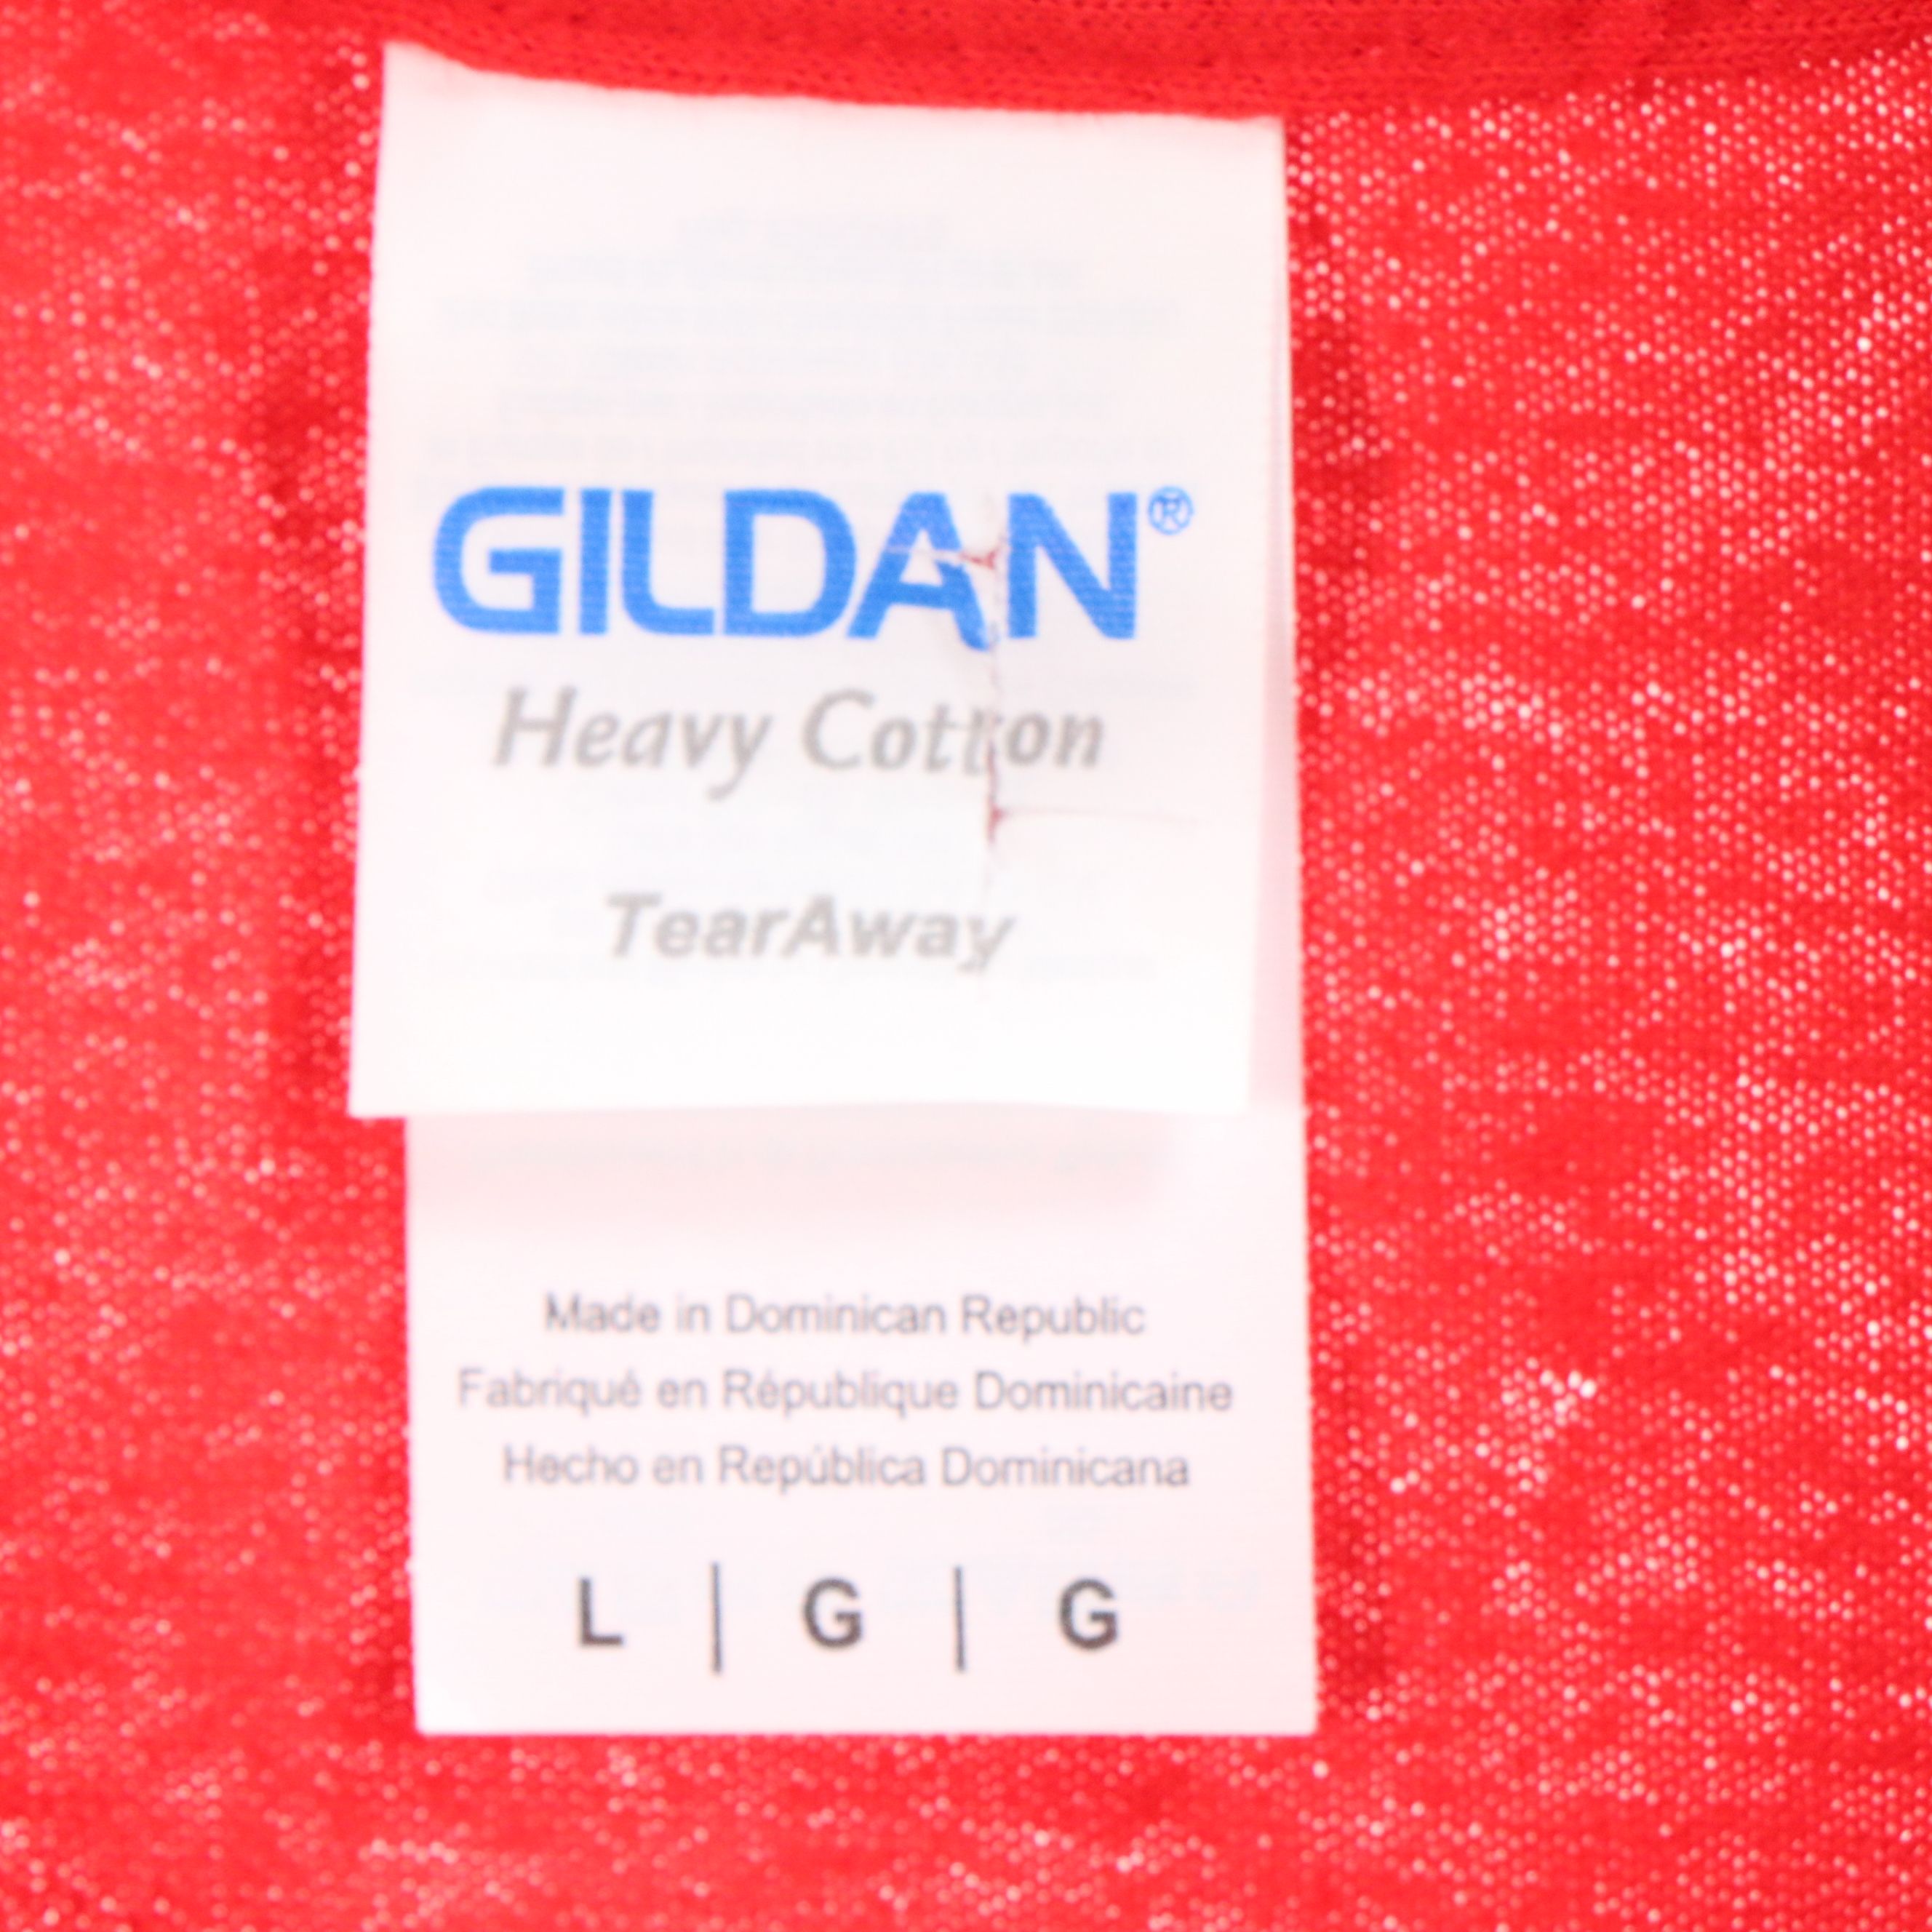 GILDAN®
Heavy Cotton
TearAway
Made in Dominican Republic
Fabriqué en République Dominicaine
Hecho en República Dominicana
L | G | G